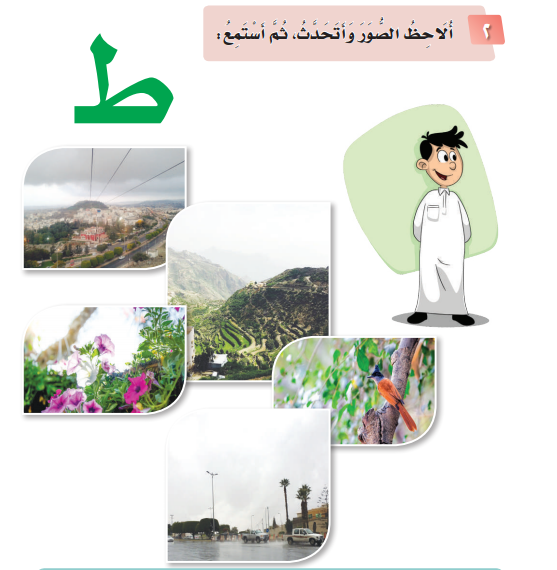 ٢ أُلَاحِظُ الصُّوَرَ وَأَتَحَدَّثُ، ثُمَّ أَسْتَمِعُ:
ط